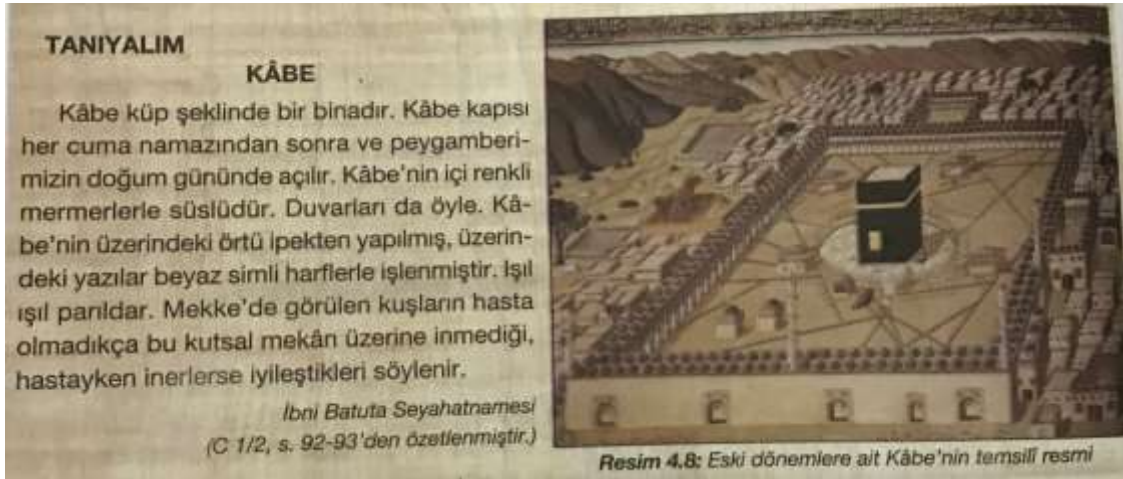 TANIYALIM
KÂBE
Kâbe küp şeklinde bir binadır. Kâbe kapısı
her cuma namazından sonra ve peygamberi-
mizin doğum gününde açılır. Kâbe'nin içi renkli
mermerlerle süslüdür. Duvarları da öyle. Kâ-
be'nin üzerindeki örtü ipekten yapılmış, üzerin-
deki yazılar beyaz simli harflerle işlenmiştir. Işıl
ışıl parıldar. Mekke'de görülen kuşların hasta
olmadıkça bu kutsal mekân üzerine inmediği,
hastayken inerlerse iyileştikleri söylenir.
İbni Batuta Seyahatnamesi
(C 1/2, s. 92-93'den özetlenmiştir.)
Resim 4.8: Eski dönemlere ait Kâbe'nin temsilî resmi